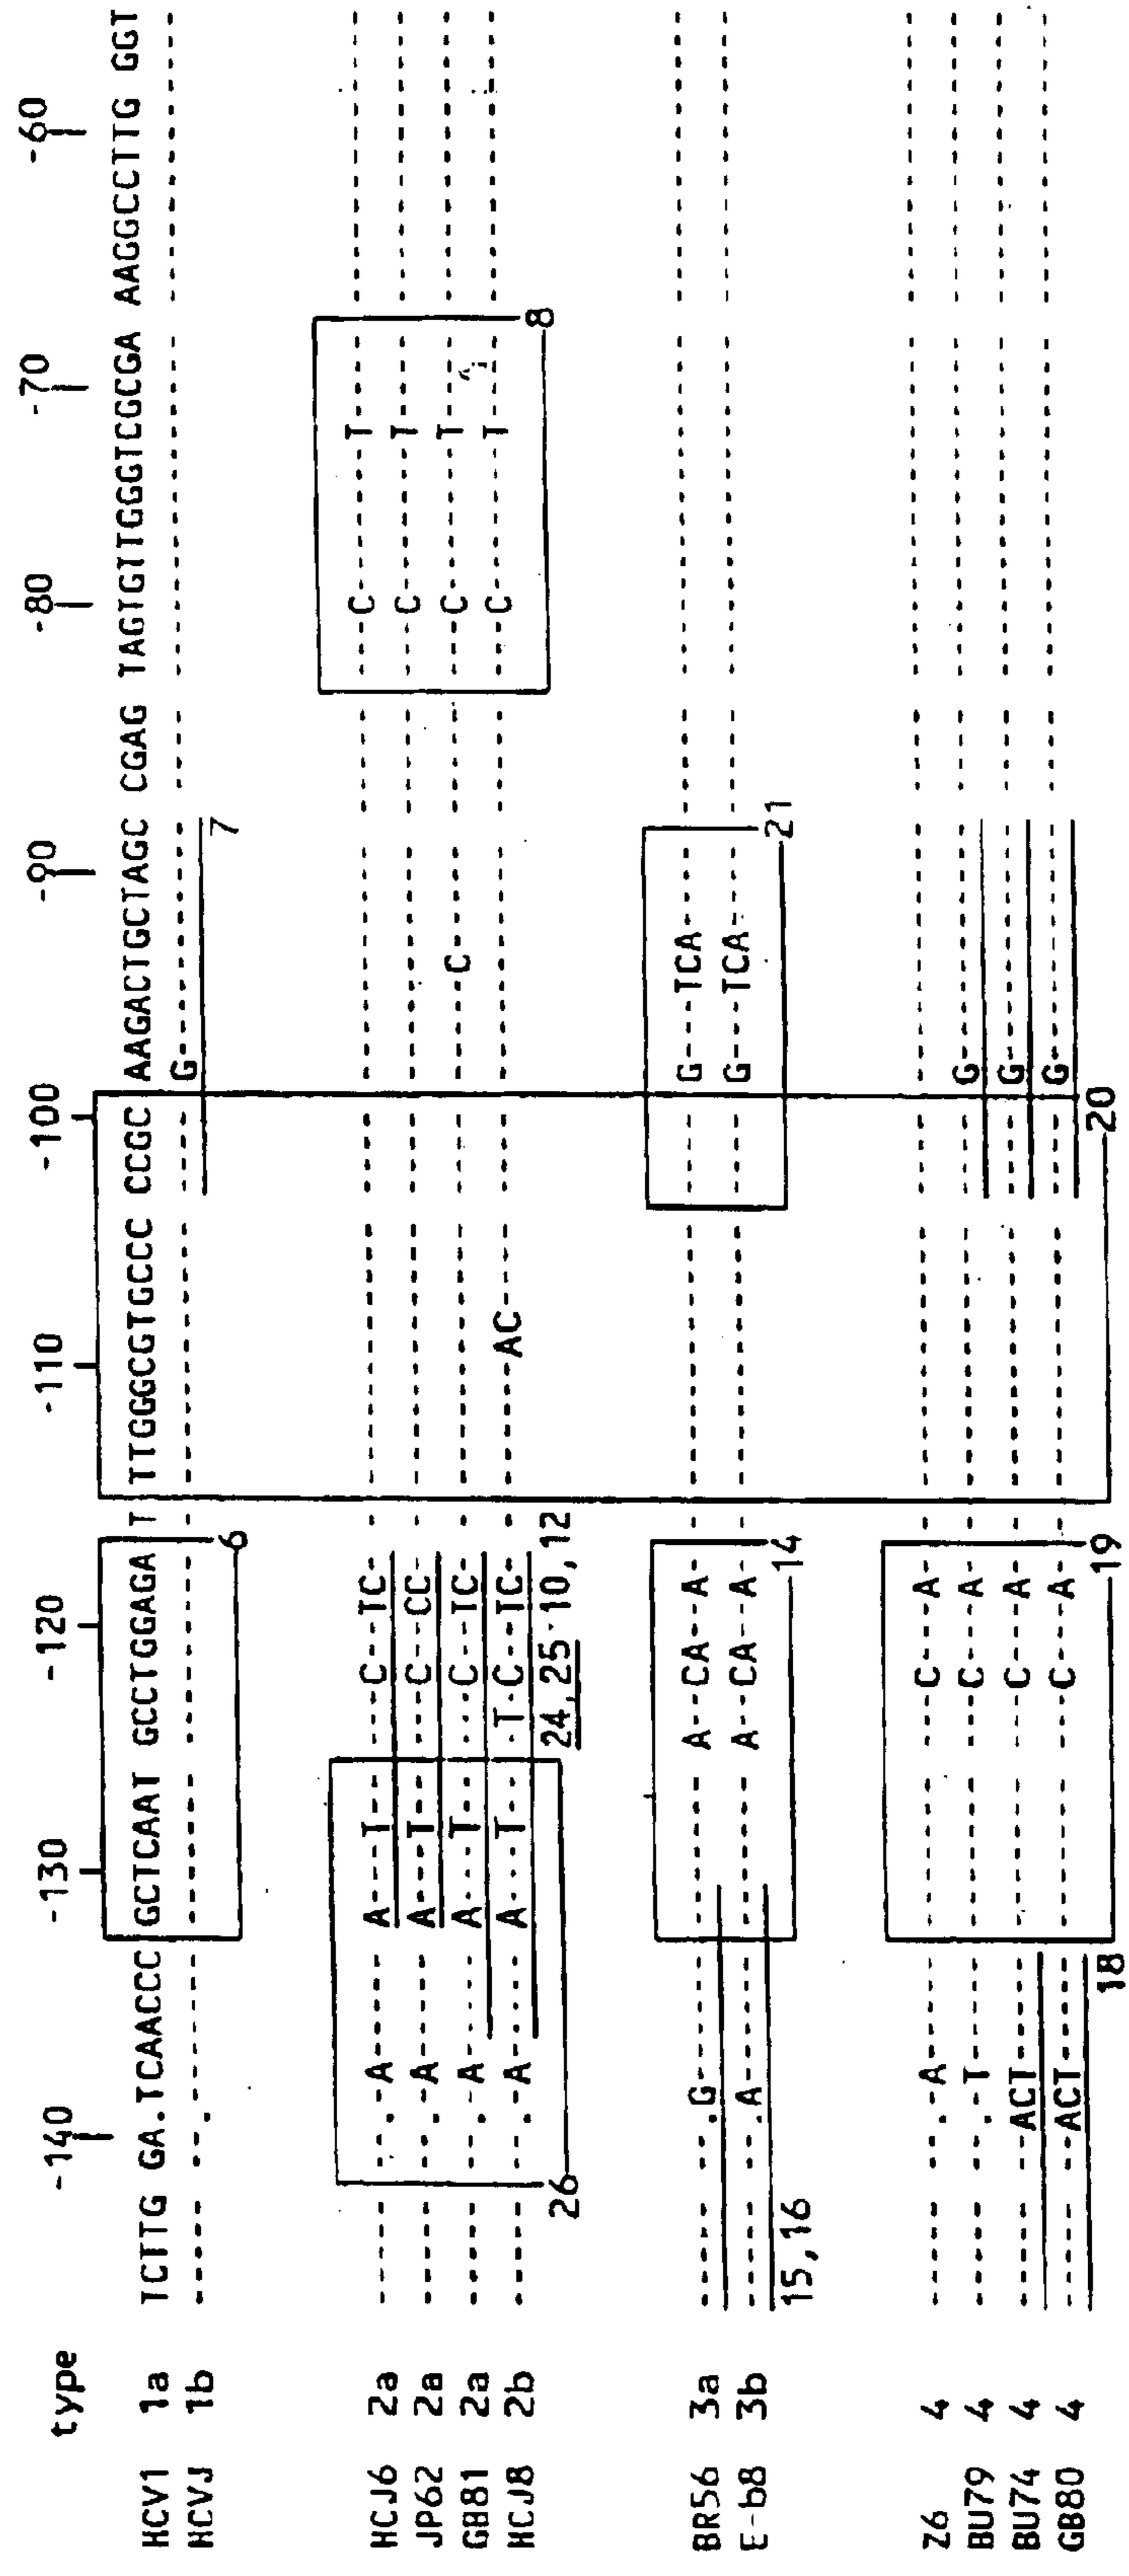 -140 -130 -120 -110 -100 -90 -80 -70 -60
type
HCV1 1a TCTTG GA.TCAACCC GCTCAAT GCCTGGAGA T TTGGGCGTGCCC CCGC AAGACTGCTAGC CGAG TAGTGTTGGGTCGCGA AAGGCCTTG GGT
HCVJ 1b ----- --.------- ------- --------- - ------------ ---- G----------- ---- ---------------- --------- ---
6 7
HCJ6 2a ----- --.-A----- A---T-- ---C--TC- - ------------ ---- ------------ ---- ---C------T----- --------- ---
JP62 2a ----- --.-A----- A---T-- ---C--CC- - ------------ ---- ------------ ---- ---C------T----- --------- ---
GB81 2a ----- --.-A----- A---T-- ---C--TC- - ------------ ---- -----C------ ---- ---C------T----- --------- ---
HCJ8 2b ----- --.-A----- A---T-- -T-C--TC- - -----AC----- ---- ------------ ---- ---C------T----- --------- ---
26 24,25 10,12 8
BR56 3a ----- --.G------ ------- A--CA--A- - ------------ ---- G---TCA----- ---- ---------------- --------- ---
E-b8 3b ----- --.-A----- ------- A--CA--A- - ------------ ---- G---TCA----- ---- ---------------- --------- ---
15,16 14 21
Z6 4 ----- --.-A----- ------- ---C---A- - ------------ ---- ------------ ---- ---------------- --------- ---
BU79 4 ----- --.-T----- ------- ---C---A- - ------------ ---- G----------- ---- ---------------- --------- ---
BU74 4 ----- --ACT----- ------- ---C---A- - ------------ ---- G----------- ---- ---------------- --------- ---
GB80 4 ----- --ACT----- ------- ---C---A- - ------------ ---- G----------- ---- ---------------- --------- ---
18 19 20